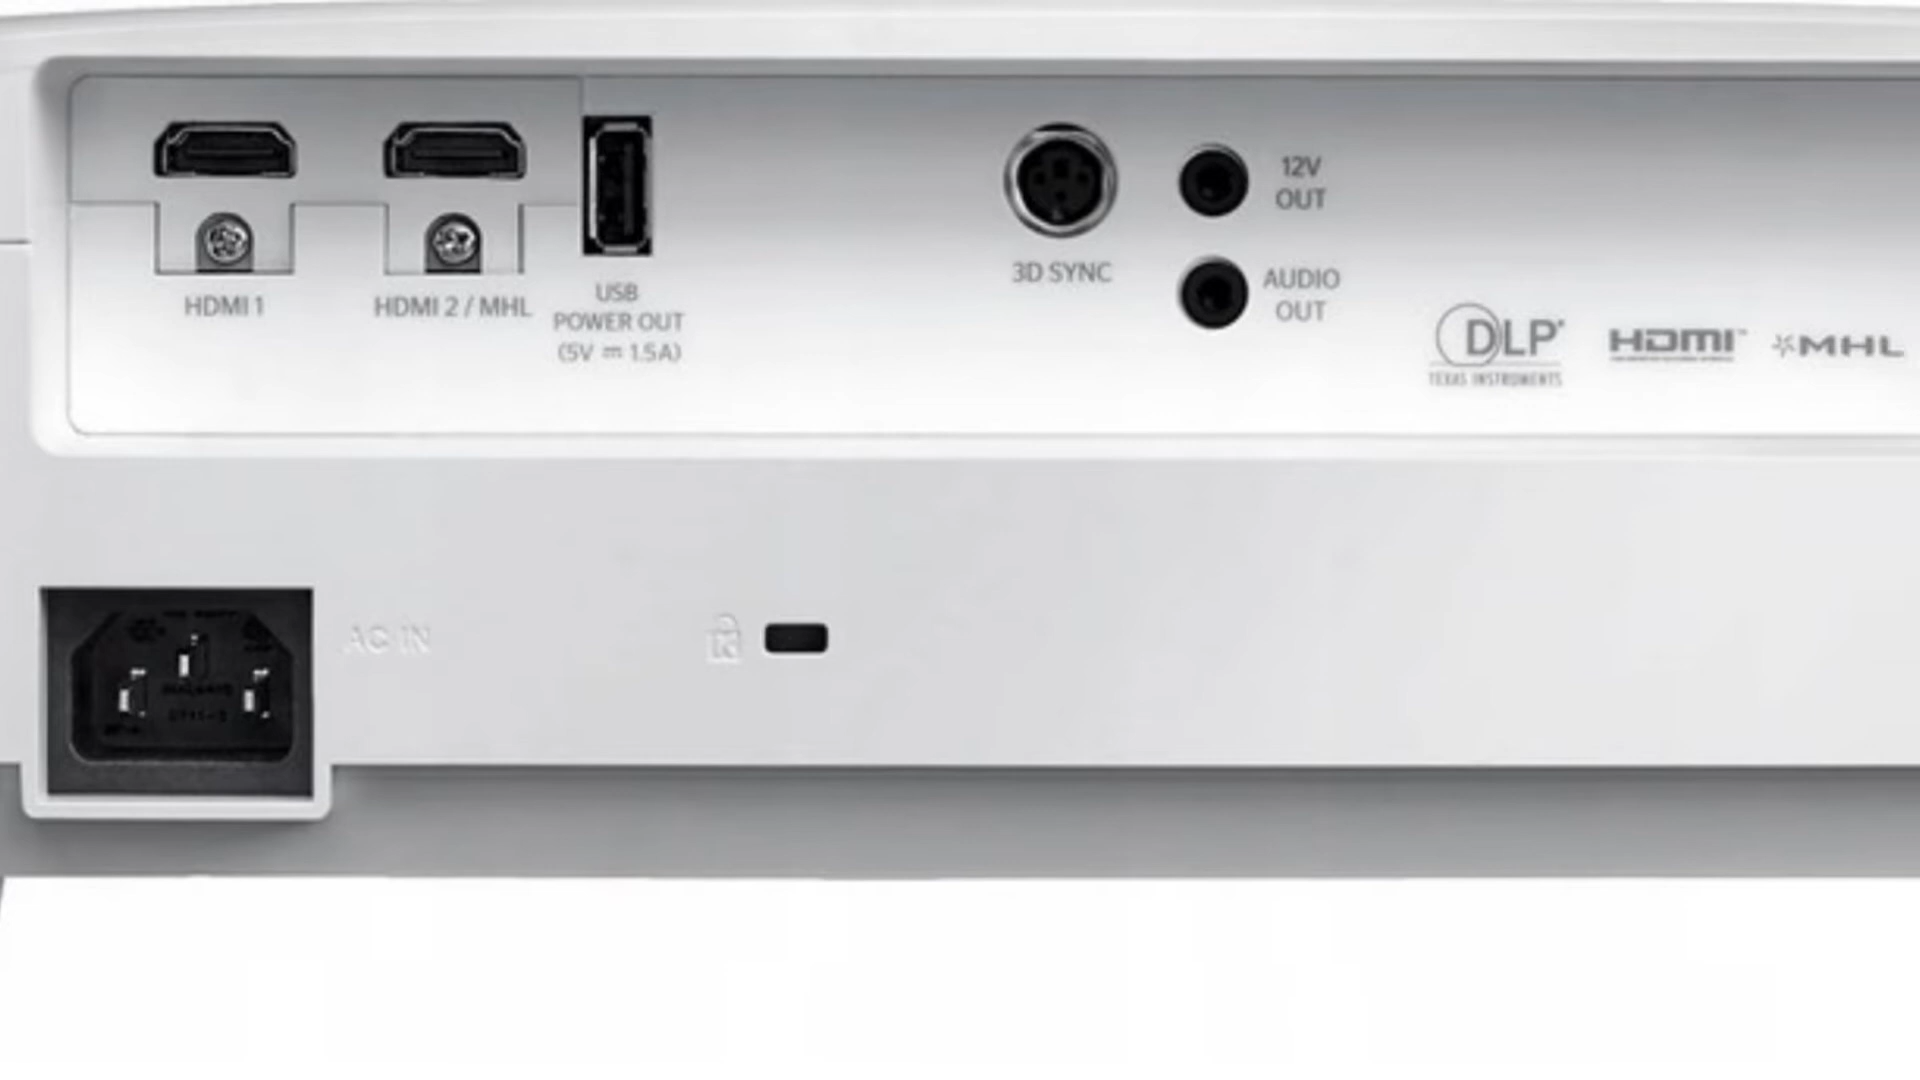 HDMI 1
HDMI 2 / MHL
USB
POWER OUT
(5V ⎓ 1.5A)
3D SYNC
12V
OUT
AUDIO
OUT
DLP
TEXAS INSTRUMENTS
HDMI™
MHL
AC IN
K